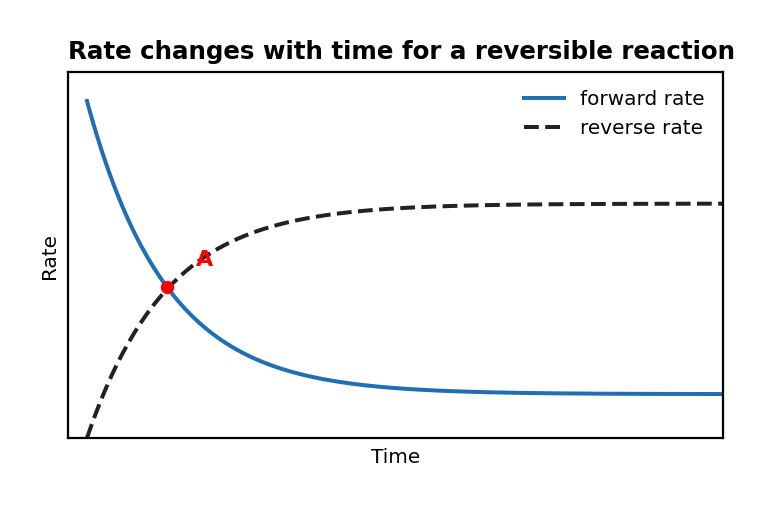 Rate changes with time for a reversible reaction
forward rate
reverse rate
A
Rate
Time